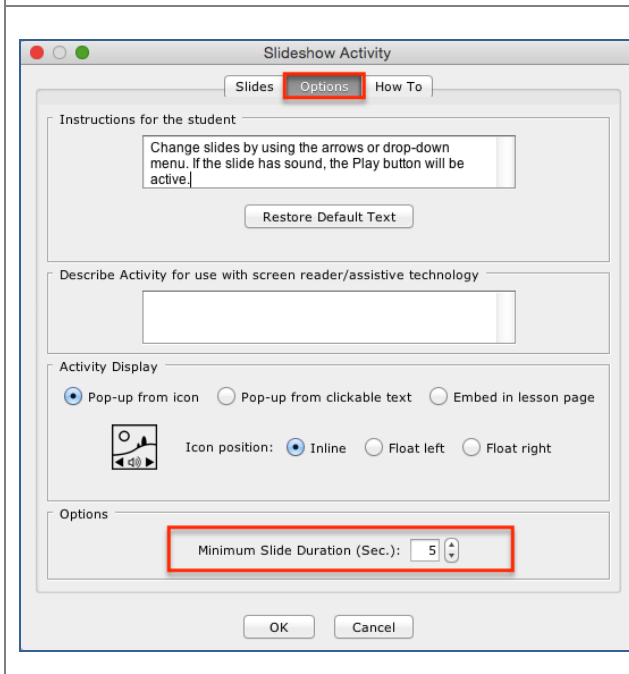 Slideshow Activity
Slides Options How To
Instructions for the student
Change slides by using the arrows or drop-down
menu. If the slide has sound, the Play button will be
active.
Restore Default Text
Describe Activity for use with screen reader/assistive technology
Activity Display
Pop-up from icon Pop-up from clickable text Embed in lesson page
Icon position: Inline Float left Float right
Options
Minimum Slide Duration (Sec.): 5
OK Cancel